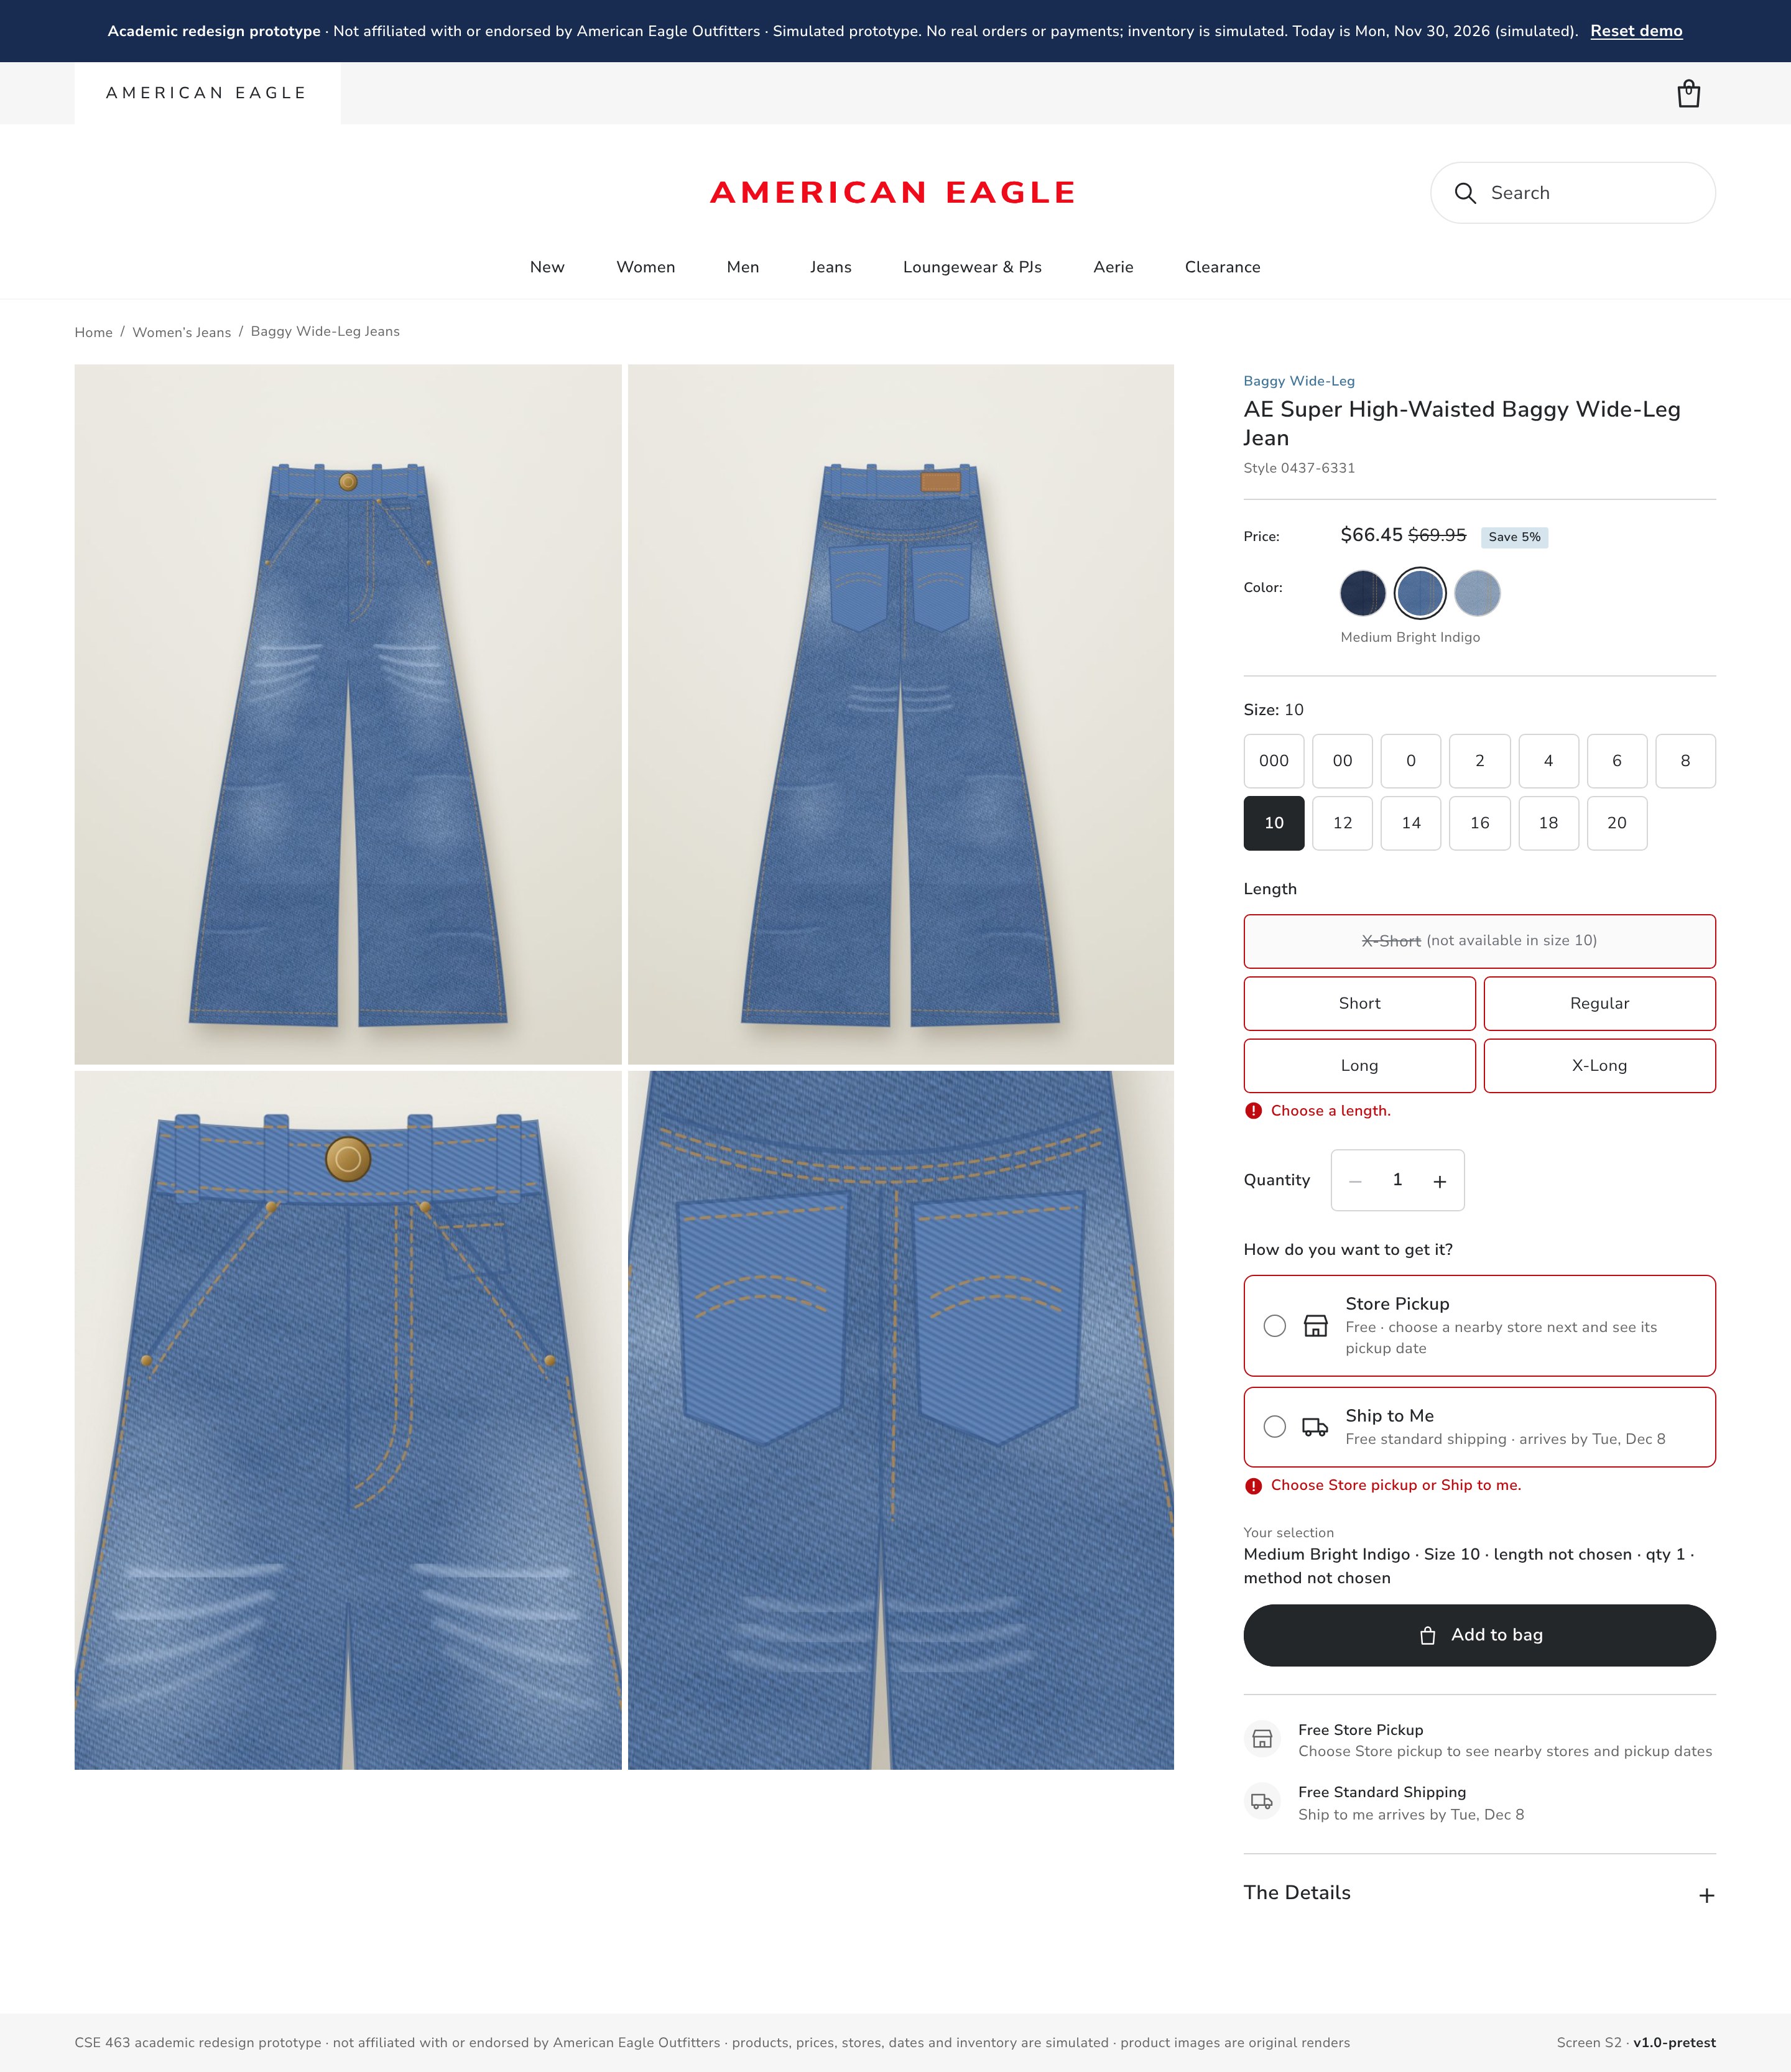 Academic redesign prototype · Not affiliated with or endorsed by American Eagle Outfitters · Simulated prototype. No real orders or payments; inventory is simulated. Today is Mon, Nov 30, 2026 (simulated). Reset demo
AMERICAN EAGLE
0
AMERICAN EAGLE
Search
New Women Men Jeans Loungewear & PJs Aerie Clearance
Home / Women's Jeans / Baggy Wide-Leg Jeans
Baggy Wide-Leg
AE Super High-Waisted Baggy Wide-Leg
Jean
Style 0437-6331
Price: $66.45 $69.95 Save 5%
Color:
Medium Bright Indigo
Size: 10
000 00 0 2 4 6 8
10 12 14 16 18 20
Length
X-Short (not available in size 10)
Short Regular
Long X-Long
Choose a length.
Quantity − 1 +
How do you want to get it?
Store Pickup
Free · choose a nearby store next and see its
pickup date
Ship to Me
Free standard shipping · arrives by Tue, Dec 8
Choose Store pickup or Ship to me.
Your selection
Medium Bright Indigo · Size 10 · length not chosen · qty 1 ·
method not chosen
Add to bag
Free Store Pickup
Choose Store pickup to see nearby stores and pickup dates
Free Standard Shipping
Ship to me arrives by Tue, Dec 8
The Details +
CSE 463 academic redesign prototype · not affiliated with or endorsed by American Eagle Outfitters · products, prices, stores, dates and inventory are simulated · product images are original renders
Screen S2 · v1.0-pretest